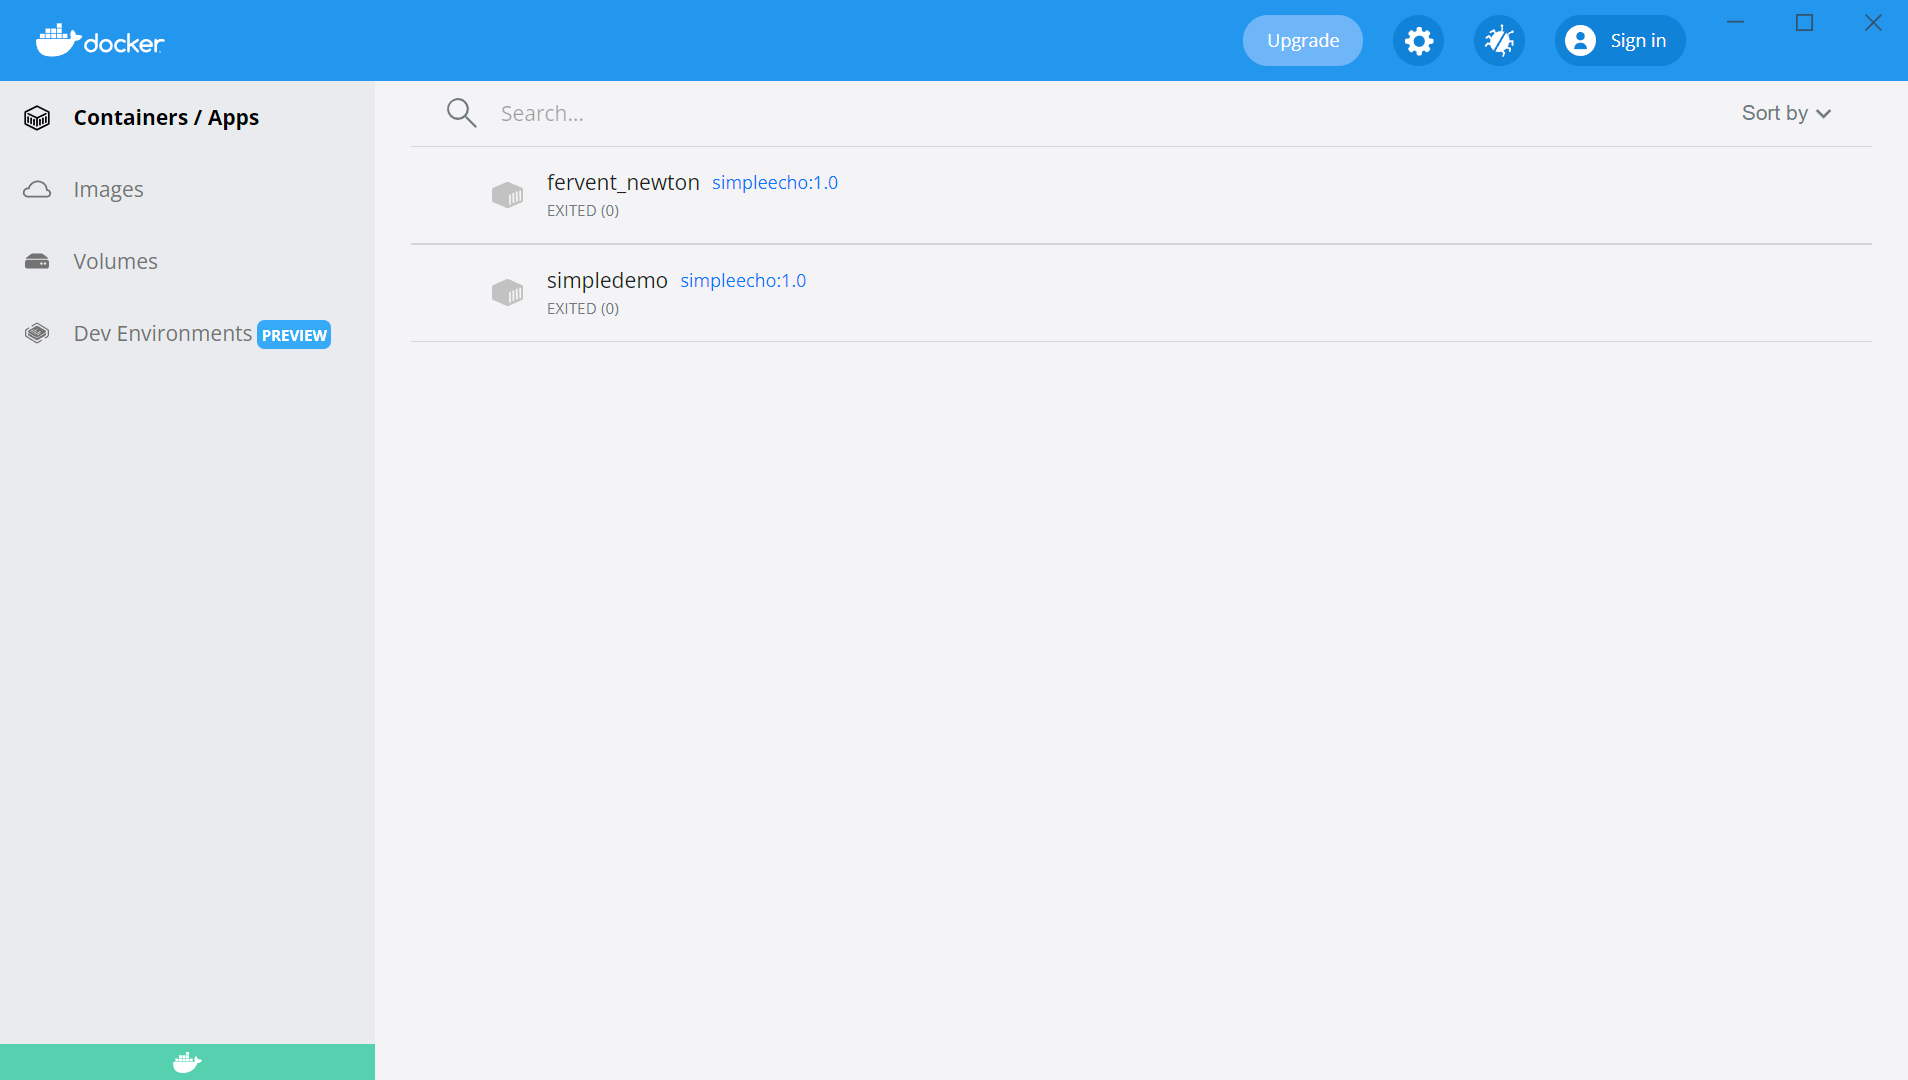 docker
Upgrade
Sign in
Containers / Apps
Images
Volumes
Dev Environments PREVIEW
Search...
Sort by
fervent_newton simpleecho:1.0
EXITED (0)
simpledemo simpleecho:1.0
EXITED (0)